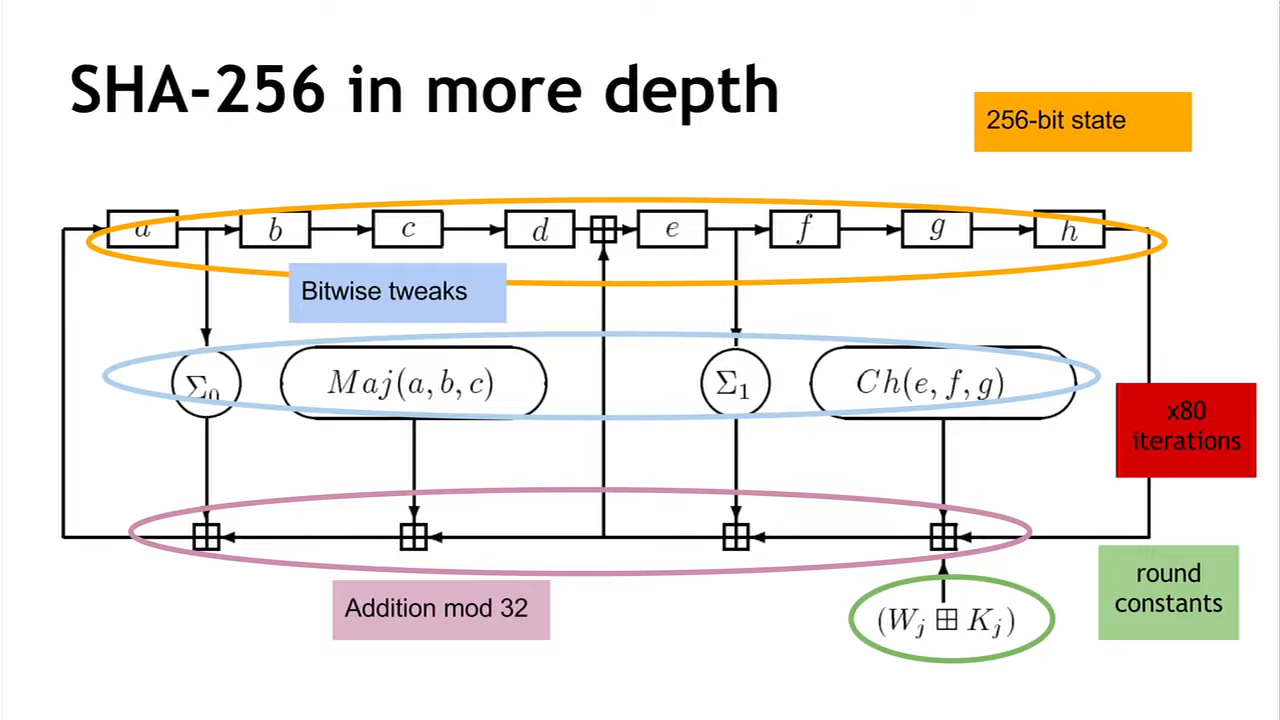 SHA-256 in more depth
256-bit state
a b c d ⊞ e f g h
Bitwise tweaks
Σ₀ Maj(a, b, c) Σ₁ Ch(e, f, g)
x80
iterations
⊞ ⊞ ⊞ ⊞
round
constants
Addition mod 32
(Wⱼ ⊞ Kⱼ)